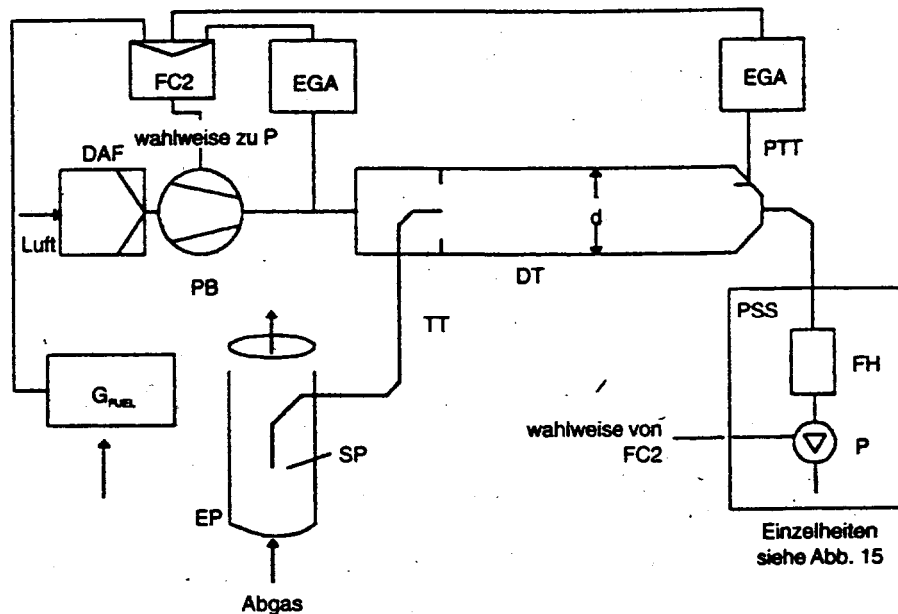 FC2
EGA
EGA
wahlweise zu P
DAF
PTT
Luft
d
PB
DT
TT
PSS
FH
G_FUEL
wahlweise von
FC2
P
SP
EP
Einzelheiten
siehe Abb. 15
Abgas